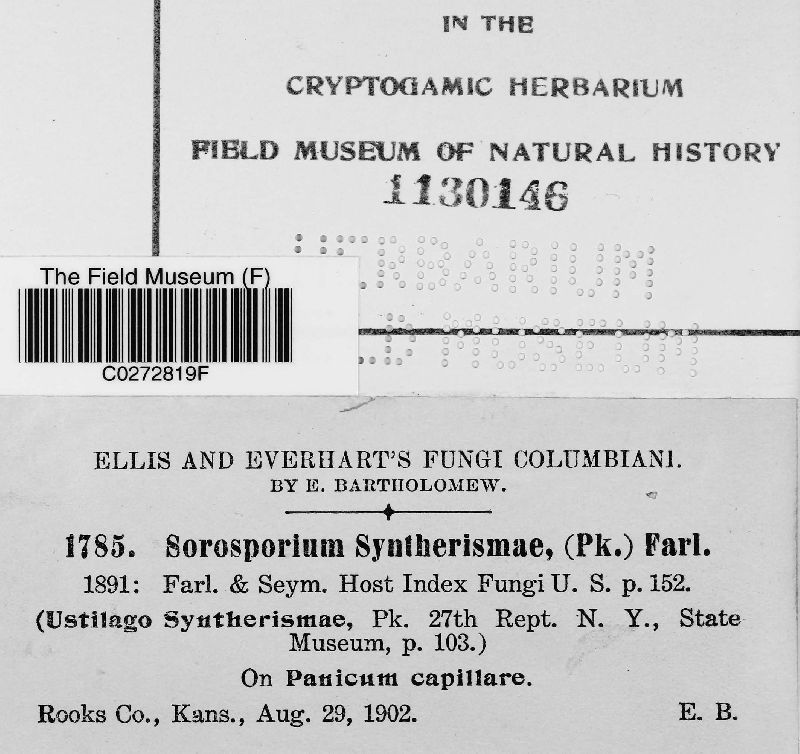 IN THE
CRYPTOGAMIC HERBARIUM
FIELD MUSEUM OF NATURAL HISTORY
1130146
HERBARIUM
MUSEUM
The Field Museum (F)
C0272819F
ELLIS AND EVERHART'S FUNGI COLUMBIANI.
BY E. BARTHOLOMEW.
1785. Sorosporium Syntherismae, (Pk.) Farl.
1891: Farl. & Seym. Host Index Fungi U. S. p. 152.
(Ustilago Syntherismae, Pk. 27th Rept. N. Y., State
Museum, p. 103.)
On Panicum capillare.
Rooks Co., Kans., Aug. 29, 1902. E. B.